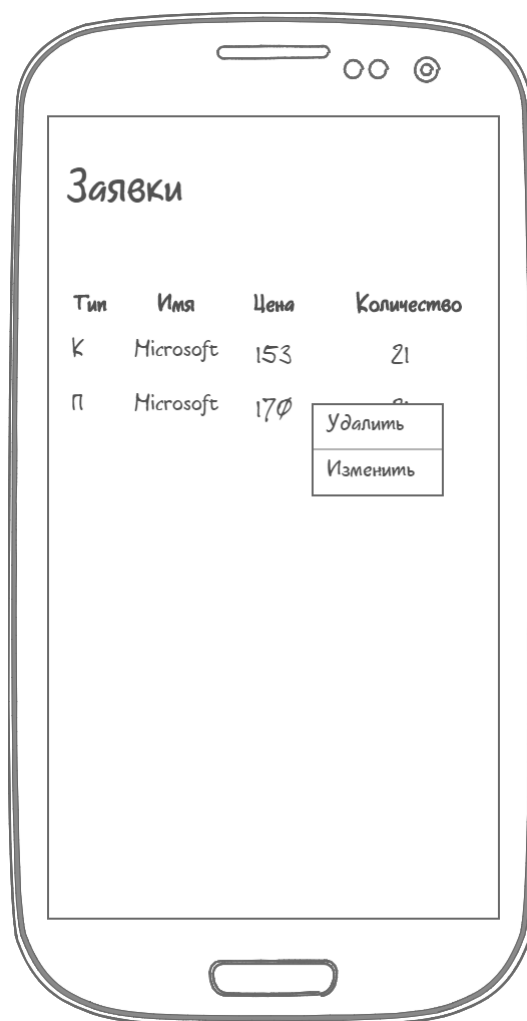 Заявки
Тип Имя Цена Количество
К Microsoft 153 21
П Microsoft 170
Удалить
Изменить